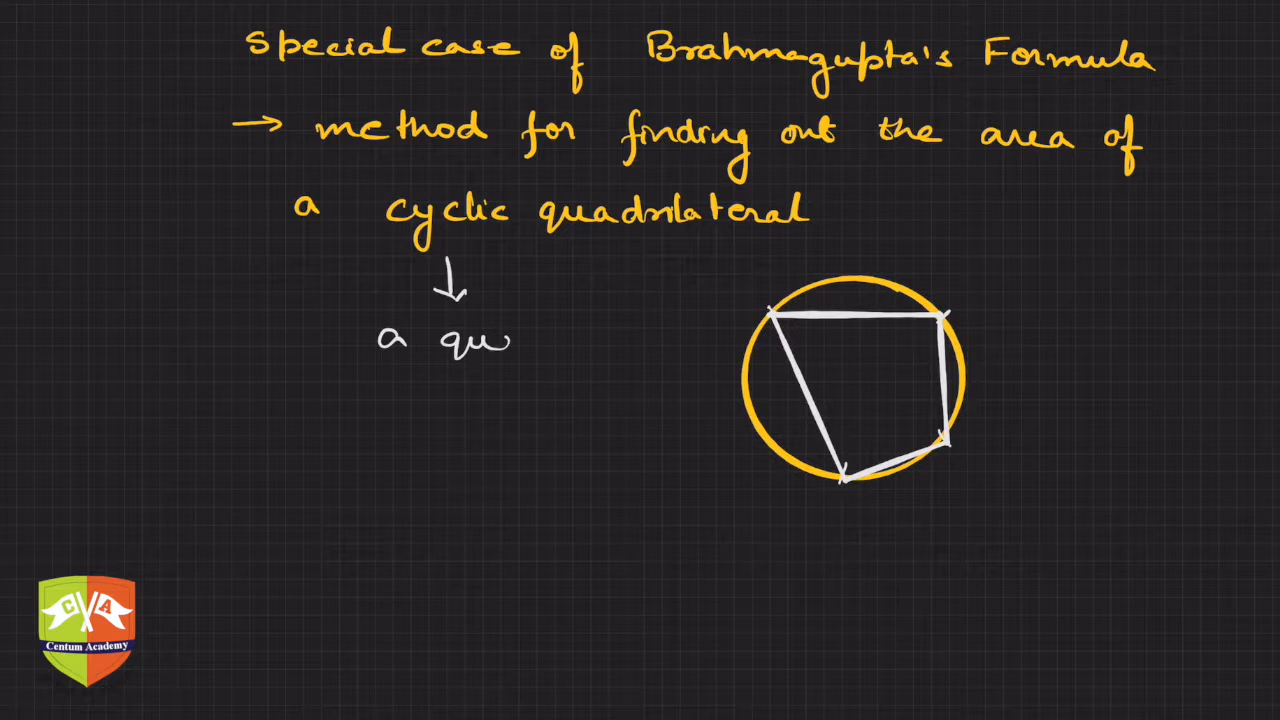 Special case of Brahmagupta's Formula
→ method for finding out the area of
a cyclic quadrilateral
a qu
C A
Centum Academy